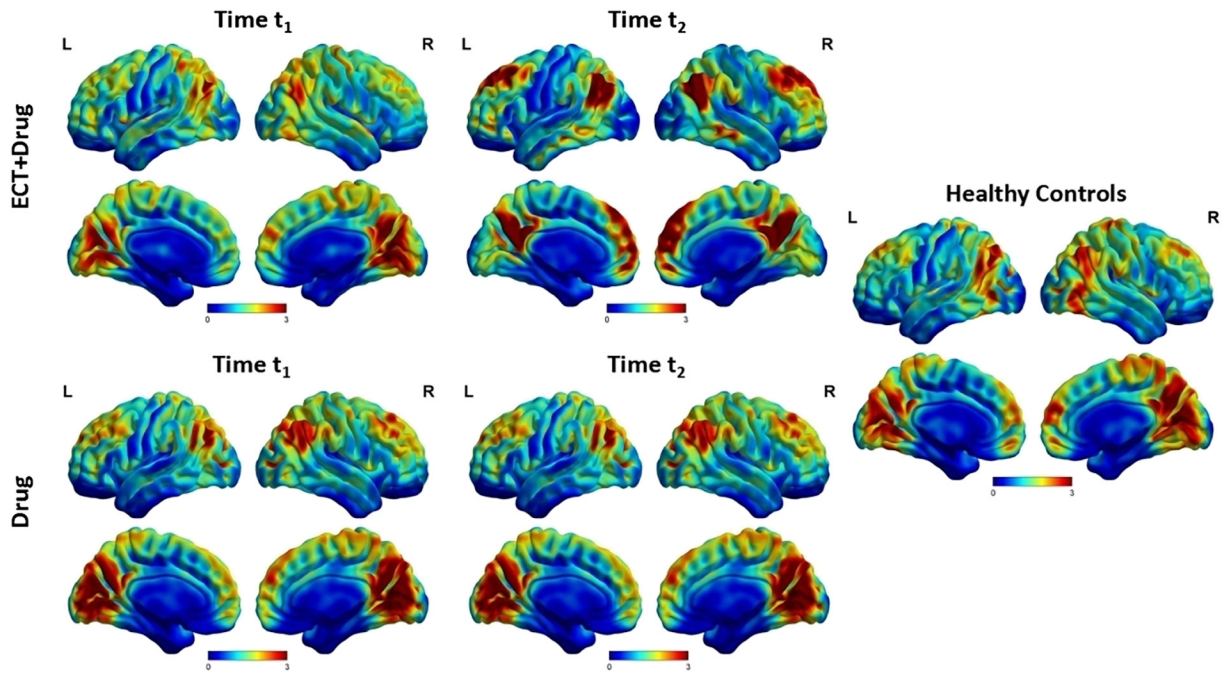 Time t₁
Time t₂
L
R
L
R
ECT+Drug
0
3
0
3
Healthy Controls
L
R
0
3
Time t₁
Time t₂
L
R
L
R
Drug
0
3
0
3